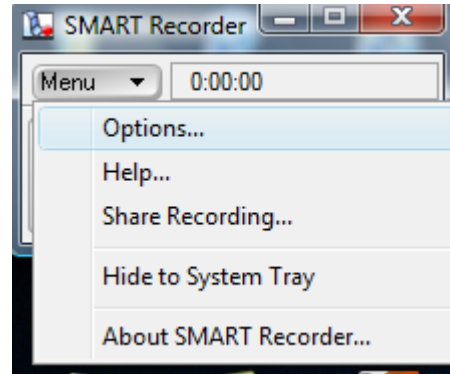 SMART Recorder
Menu 0:00:00
Options...
Help...
Share Recording...
Hide to System Tray
About SMART Recorder...